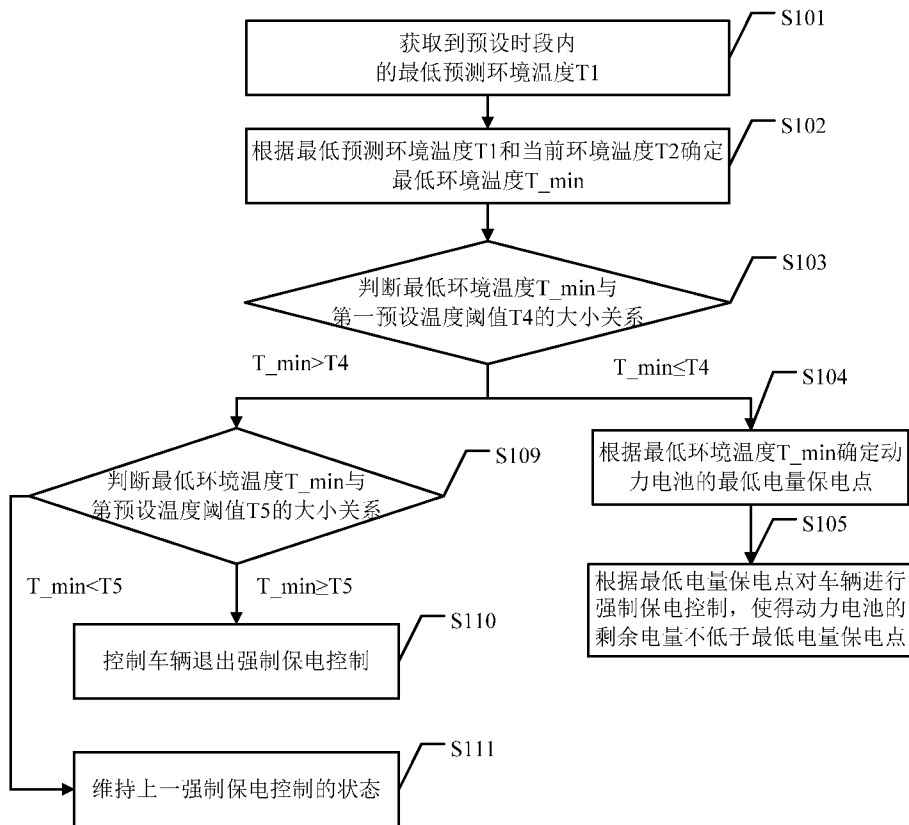 S101
获取到预设时段内
的最低预测环境温度T1
S102
根据最低预测环境温度T1和当前环境温度T2确定
最低环境温度T_min
S103
判断最低环境温度T_min与
第一预设温度阈值T4的大小关系
T_min>T4
T_min≤T4
S104
根据最低环境温度T_min确定动
力电池的最低电量保电点
S109
判断最低环境温度T_min与
第预设温度阈值T5的大小关系
S105
根据最低电量保电点对车辆进行
强制保电控制，使得动力电池的
剩余电量不低于最低电量保电点
T_min<T5
T_min≥T5
S110
控制车辆退出强制保电控制
S111
维持上一强制保电控制的状态